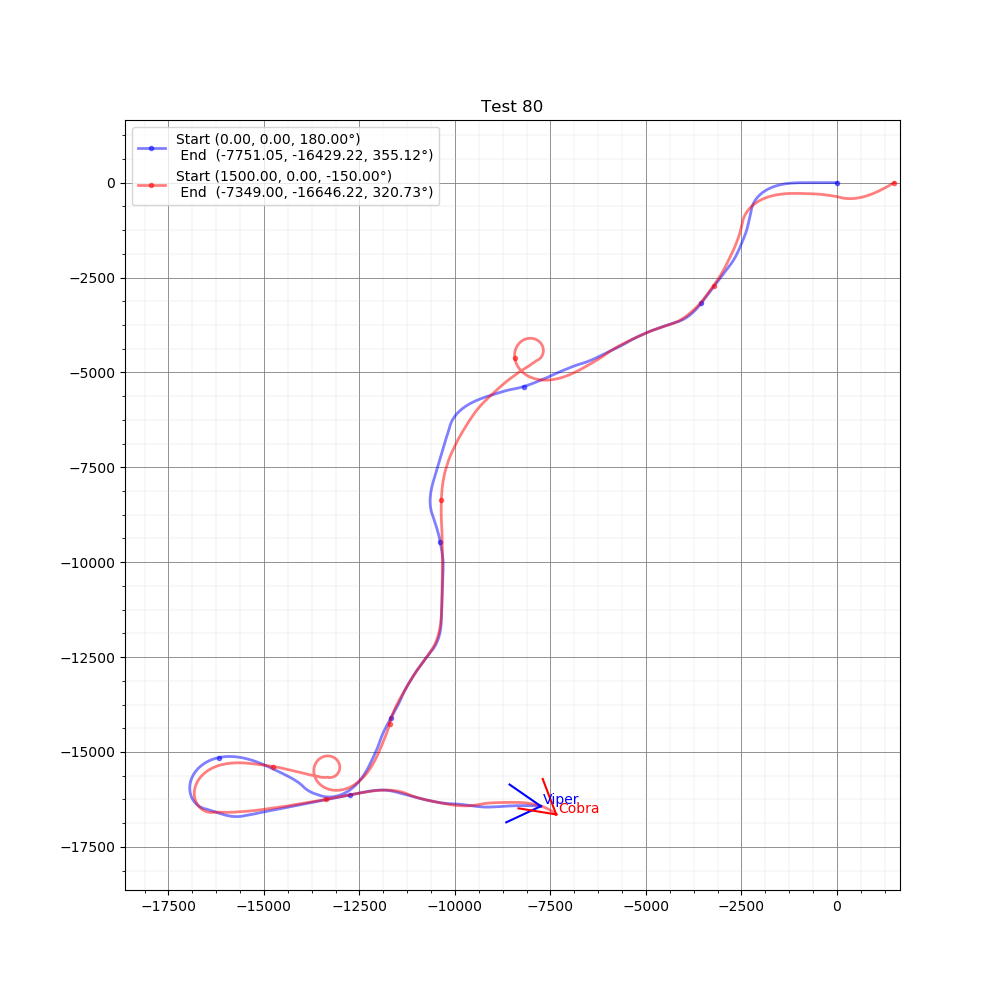 Test 80
Start (0.00, 0.00, 180.00°)
End  (-7751.05, -16429.22, 355.12°)
Start (1500.00, 0.00, -150.00°)
End  (-7349.00, -16646.22, 320.73°)
0
−2500
−5000
−7500
−10000
−12500
−15000
−17500
Viper
Cobra
−17500 −15000 −12500 −10000 −7500 −5000 −2500 0